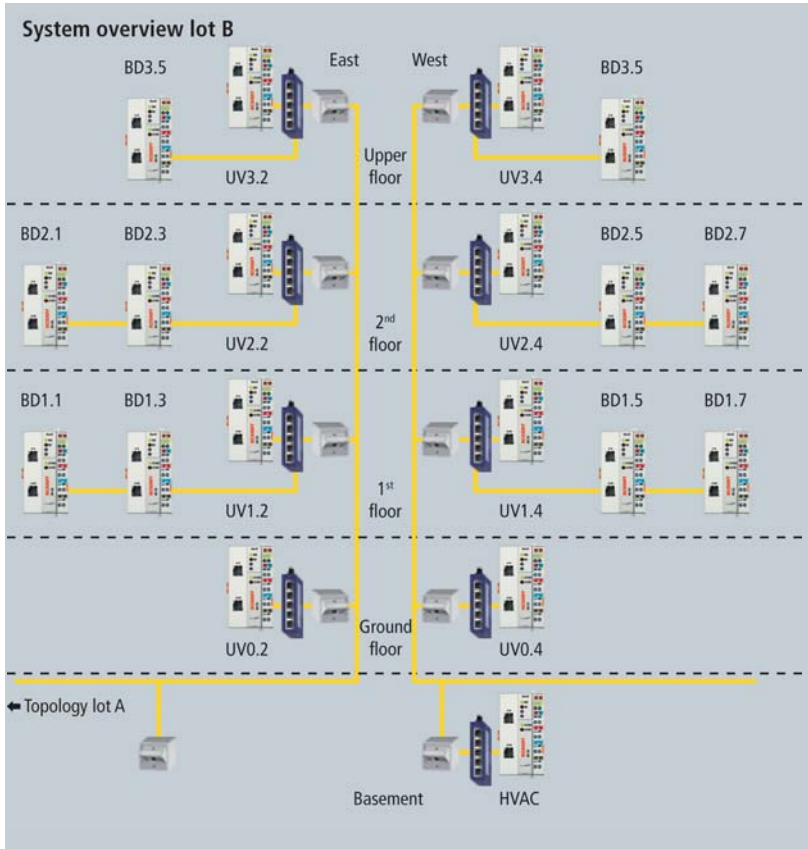 System overview lot B
East
West
BD3.5
BD3.5
Upper
floor
UV3.2
UV3.4
BD2.1
BD2.3
BD2.5
BD2.7
2nd
floor
UV2.2
UV2.4
BD1.1
BD1.3
BD1.5
BD1.7
1st
floor
UV1.2
UV1.4
Ground
floor
UV0.2
UV0.4
Topology lot A
Basement
HVAC